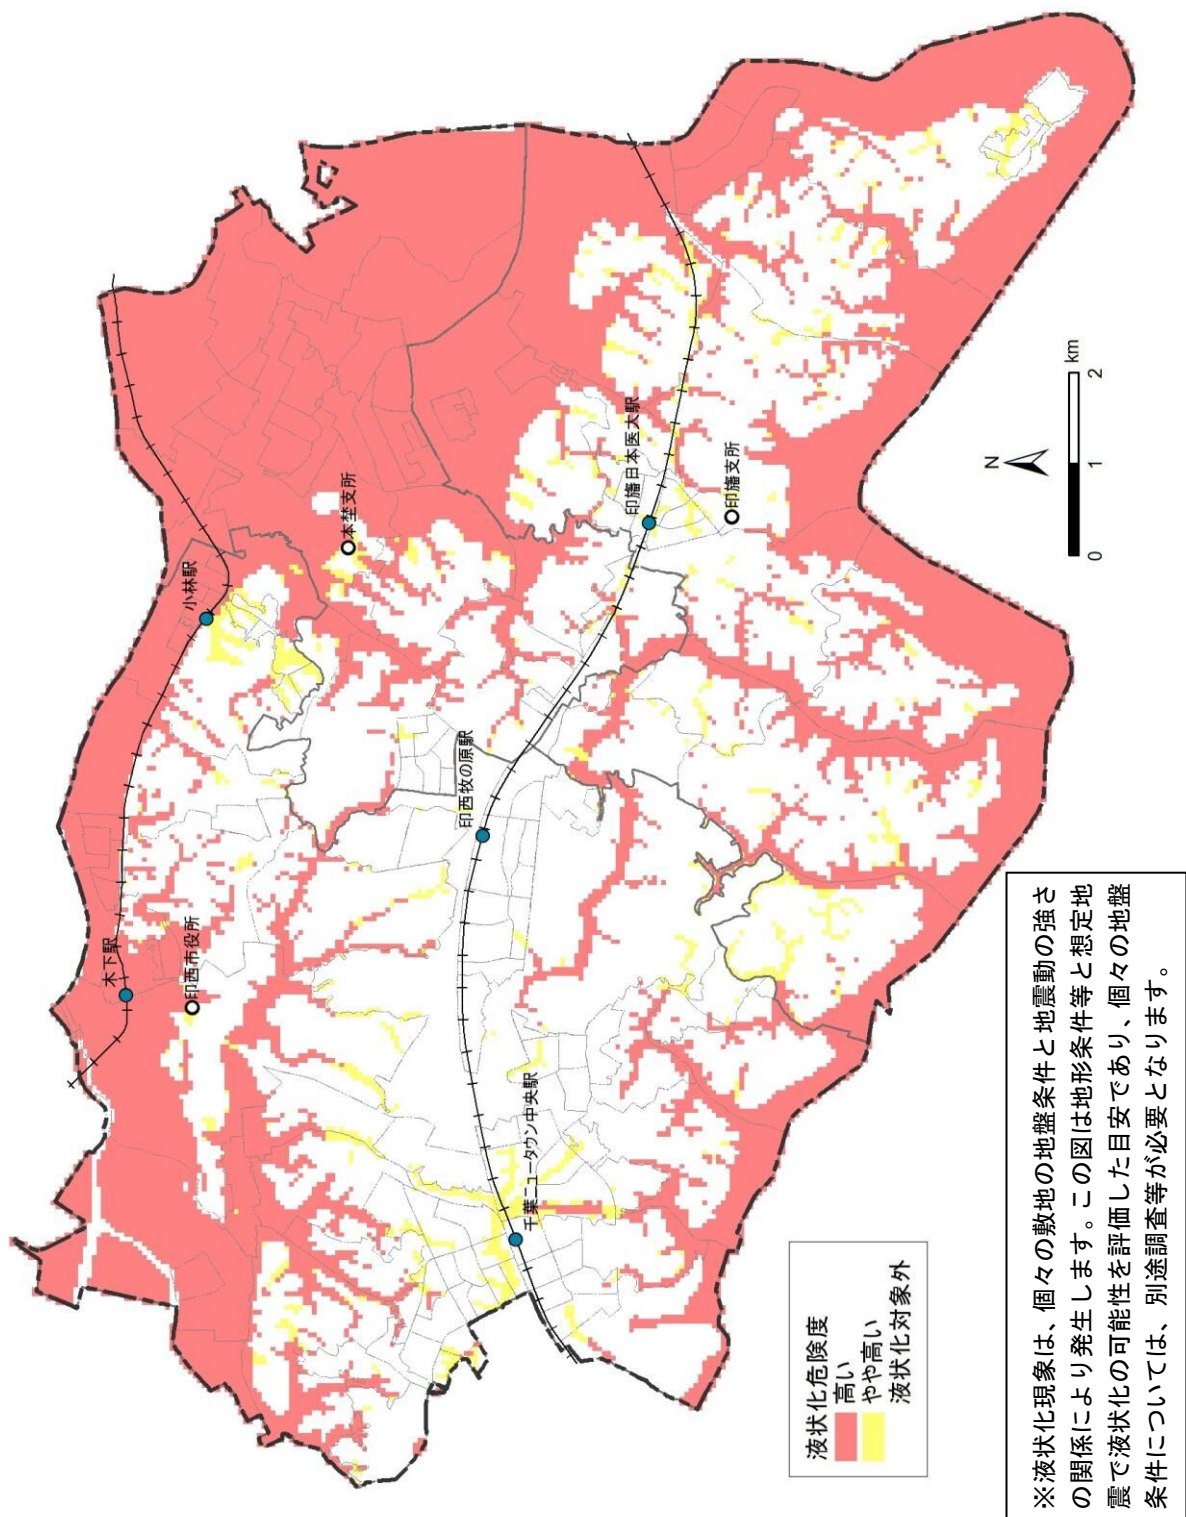 木下駅
小林駅
印西市役所
本埜支所
印西牧の原駅
千葉ニュータウン中央駅
印旛日本医大駅
印旛支所
N
0 1 2 km
液状化危険度
高い
やや高い
液状化対象外
※液状化現象は、個々の敷地の地盤条件と地震動の強さ
の関係により発生します。この図は地形条件等と想定地
震で液状化の可能性を評価した目安であり、個々の地盤
条件については、別途調査等が必要となります。